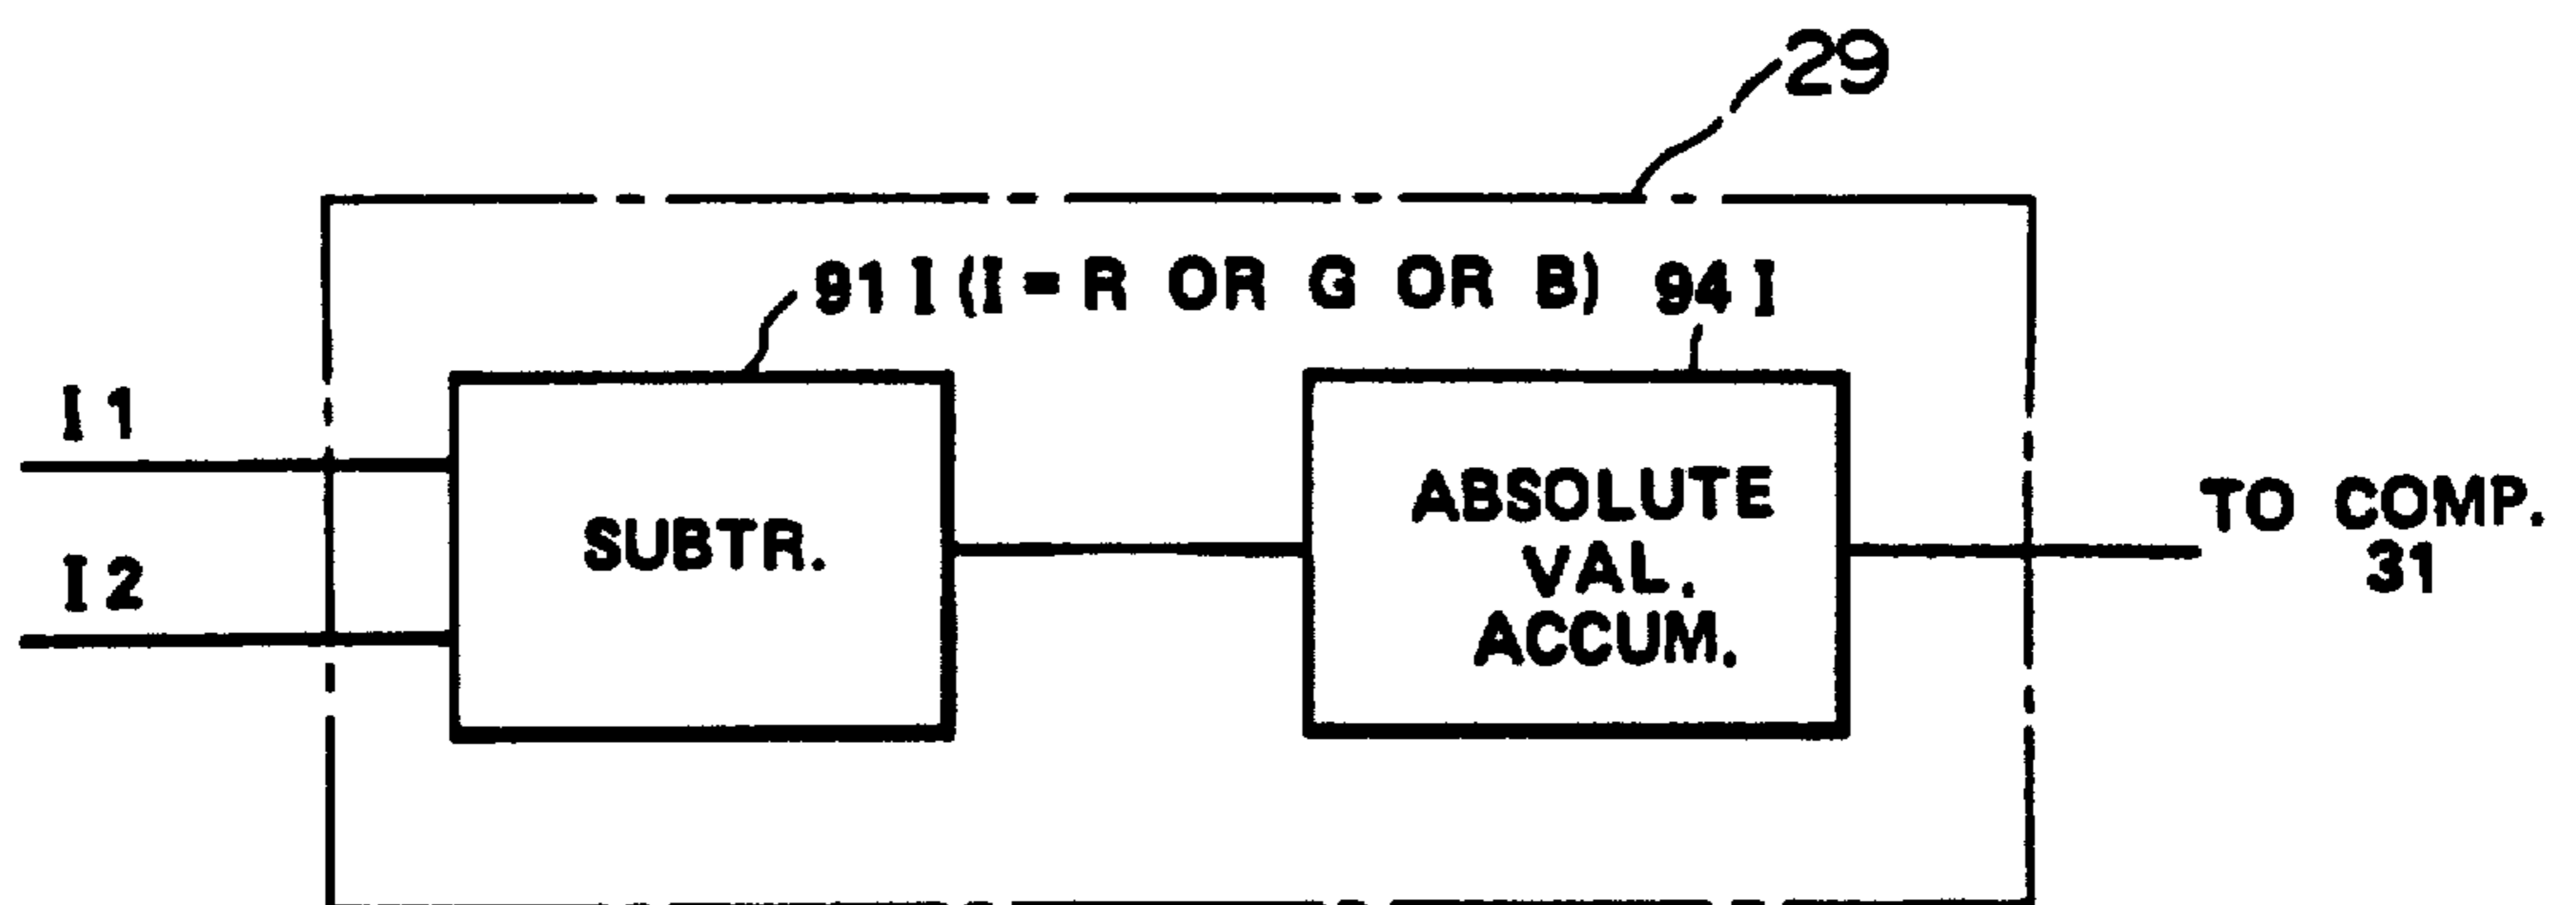 29
91 I (I = R OR G OR B) 94 I
I 1
I 2
SUBTR.
ABSOLUTE
VAL.
ACCUM.
TO COMP.
31